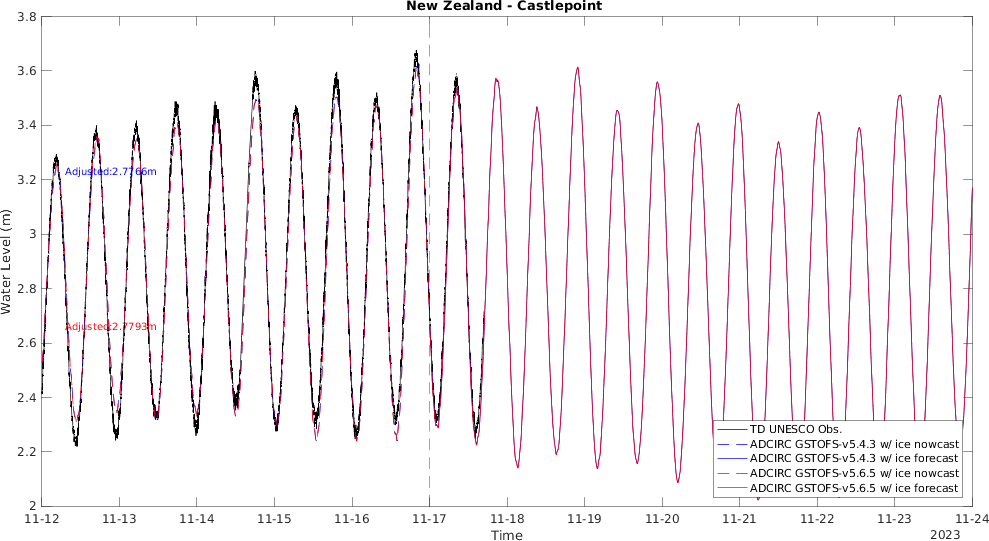 New Zealand - Castlepoint
Water Level (m)
3.8
3.6
3.4
3.2
3
2.8
2.6
2.4
2.2
2
Adjusted:2.7766m
Adjusted:2.7793m
TD UNESCO Obs.
ADCIRC GSTOFS-v5.4.3 w/ ice nowcast
ADCIRC GSTOFS-v5.4.3 w/ ice forecast
ADCIRC GSTOFS-v5.6.5 w/ ice nowcast
ADCIRC GSTOFS-v5.6.5 w/ ice forecast
11-12 11-13 11-14 11-15 11-16 11-17 11-18 11-19 11-20 11-21 11-22 11-23 11-24
Time
2023